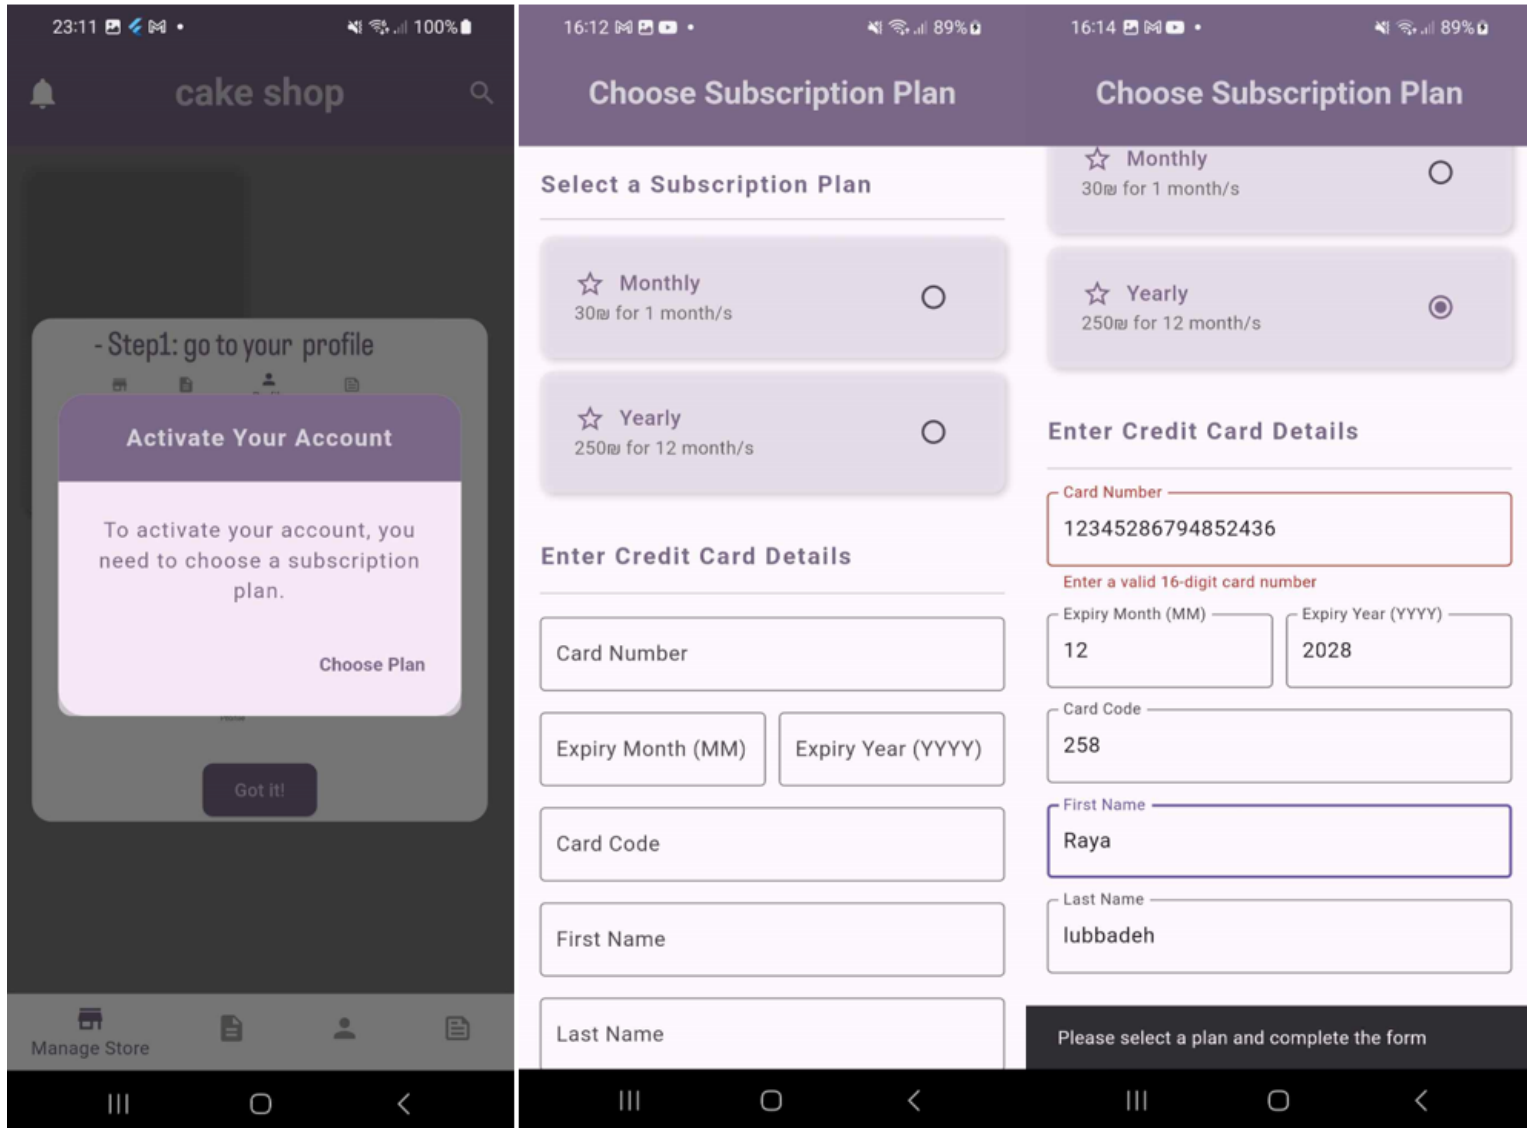 23:11
100%
cake shop
- Step1: go to your profile
Activate Your Account
To activate your account, you
need to choose a subscription
plan.
Choose Plan
Got it!
Manage Store
16:12
89%
Choose Subscription Plan
Select a Subscription Plan
Monthly
30₪ for 1 month/s
Yearly
250₪ for 12 month/s
Enter Credit Card Details
Card Number
Expiry Month (MM)
Expiry Year (YYYY)
Card Code
First Name
Last Name
16:14
89%
Choose Subscription Plan
Monthly
30₪ for 1 month/s
Yearly
250₪ for 12 month/s
Enter Credit Card Details
Card Number
12345286794852436
Enter a valid 16-digit card number
Expiry Month (MM)
12
Expiry Year (YYYY)
2028
Card Code
258
First Name
Raya
Last Name
lubbadeh
Please select a plan and complete the form